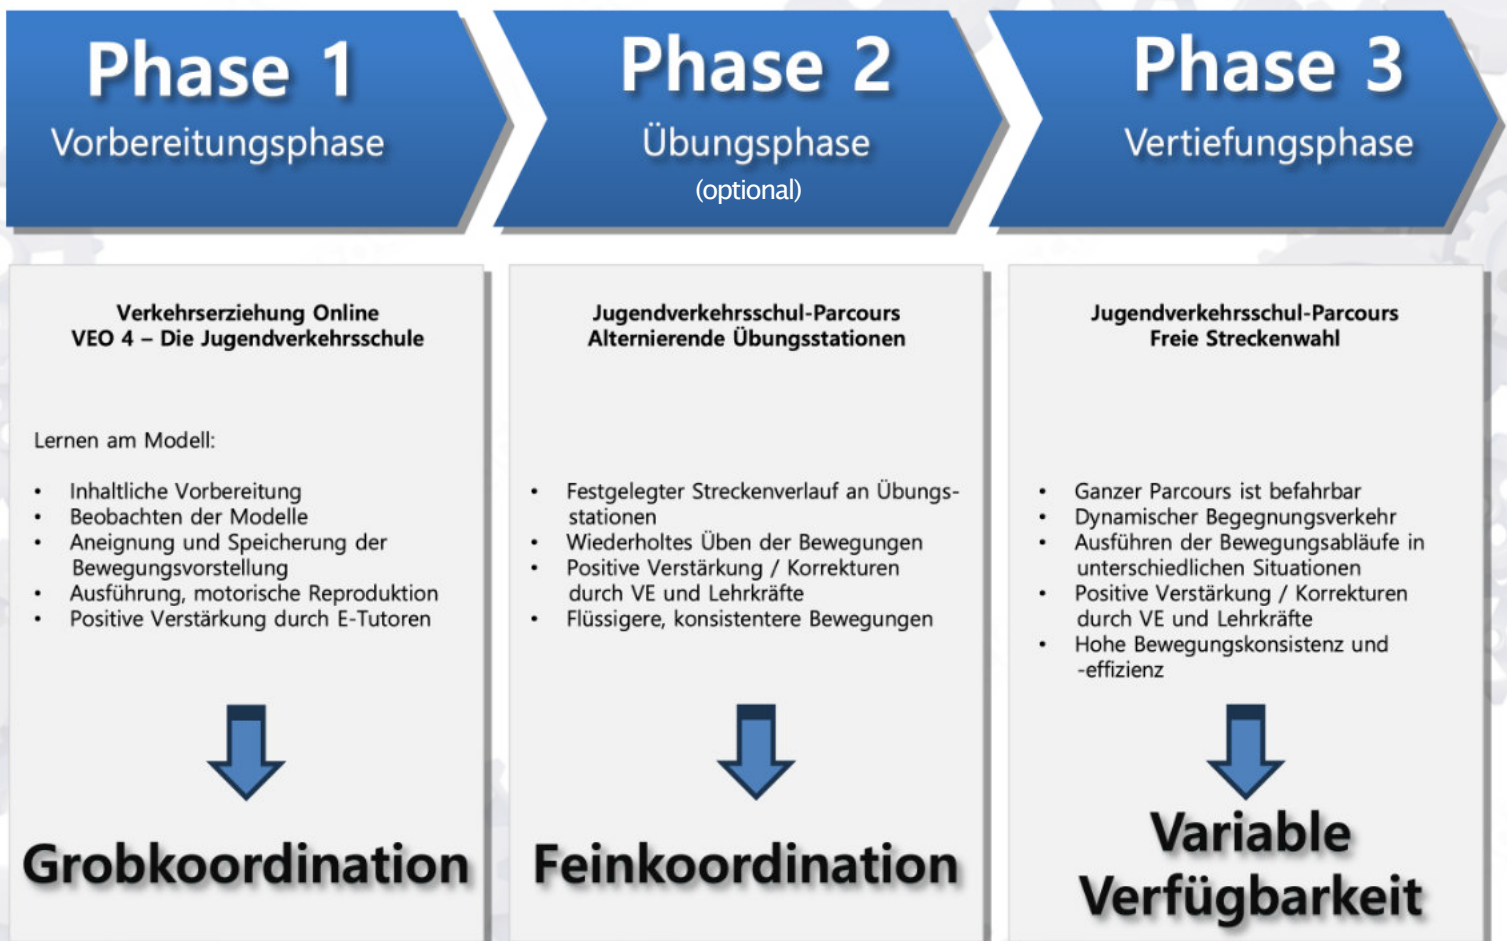 Phase 1
Vorbereitungsphase
Phase 2
Übungsphase
(optional)
Phase 3
Vertiefungsphase
Verkehrserziehung Online
VEO 4 – Die Jugendverkehrsschule
Lernen am Modell:
• Inhaltliche Vorbereitung
• Beobachten der Modelle
• Aneignung und Speicherung der
Bewegungsvorstellung
• Ausführung, motorische Reproduktion
• Positive Verstärkung durch E-Tutoren
Grobkoordination
Jugendverkehrsschul-Parcours
Alternierende Übungsstationen
• Festgelegter Streckenverlauf an Übungs-
stationen
• Wiederholtes Üben der Bewegungen
• Positive Verstärkung / Korrekturen
durch VE und Lehrkräfte
• Flüssigere, konsistentere Bewegungen
Feinkoordination
Jugendverkehrsschul-Parcours
Freie Streckenwahl
• Ganzer Parcours ist befahrbar
• Dynamischer Begegnungsverkehr
• Ausführen der Bewegungsabläufe in
unterschiedlichen Situationen
• Positive Verstärkung / Korrekturen
durch VE und Lehrkräfte
• Hohe Bewegungskonsistenz und
-effizienz
Variable
Verfügbarkeit